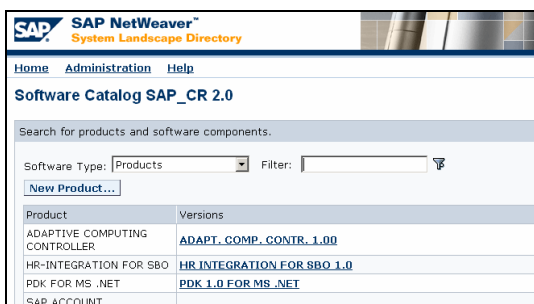 SAP SAP NetWeaver™
System Landscape Directory
Home Administration Help
Software Catalog SAP_CR 2.0
Search for products and software components.
Software Type: Products Filter:
New Product...
Product Versions
ADAPTIVE COMPUTING
CONTROLLER ADAPT. COMP. CONTR. 1.00
HR-INTEGRATION FOR SBO HR INTEGRATION FOR SBO 1.0
PDK FOR MS .NET PDK 1.0 FOR MS .NET
SAP ACCOUNT